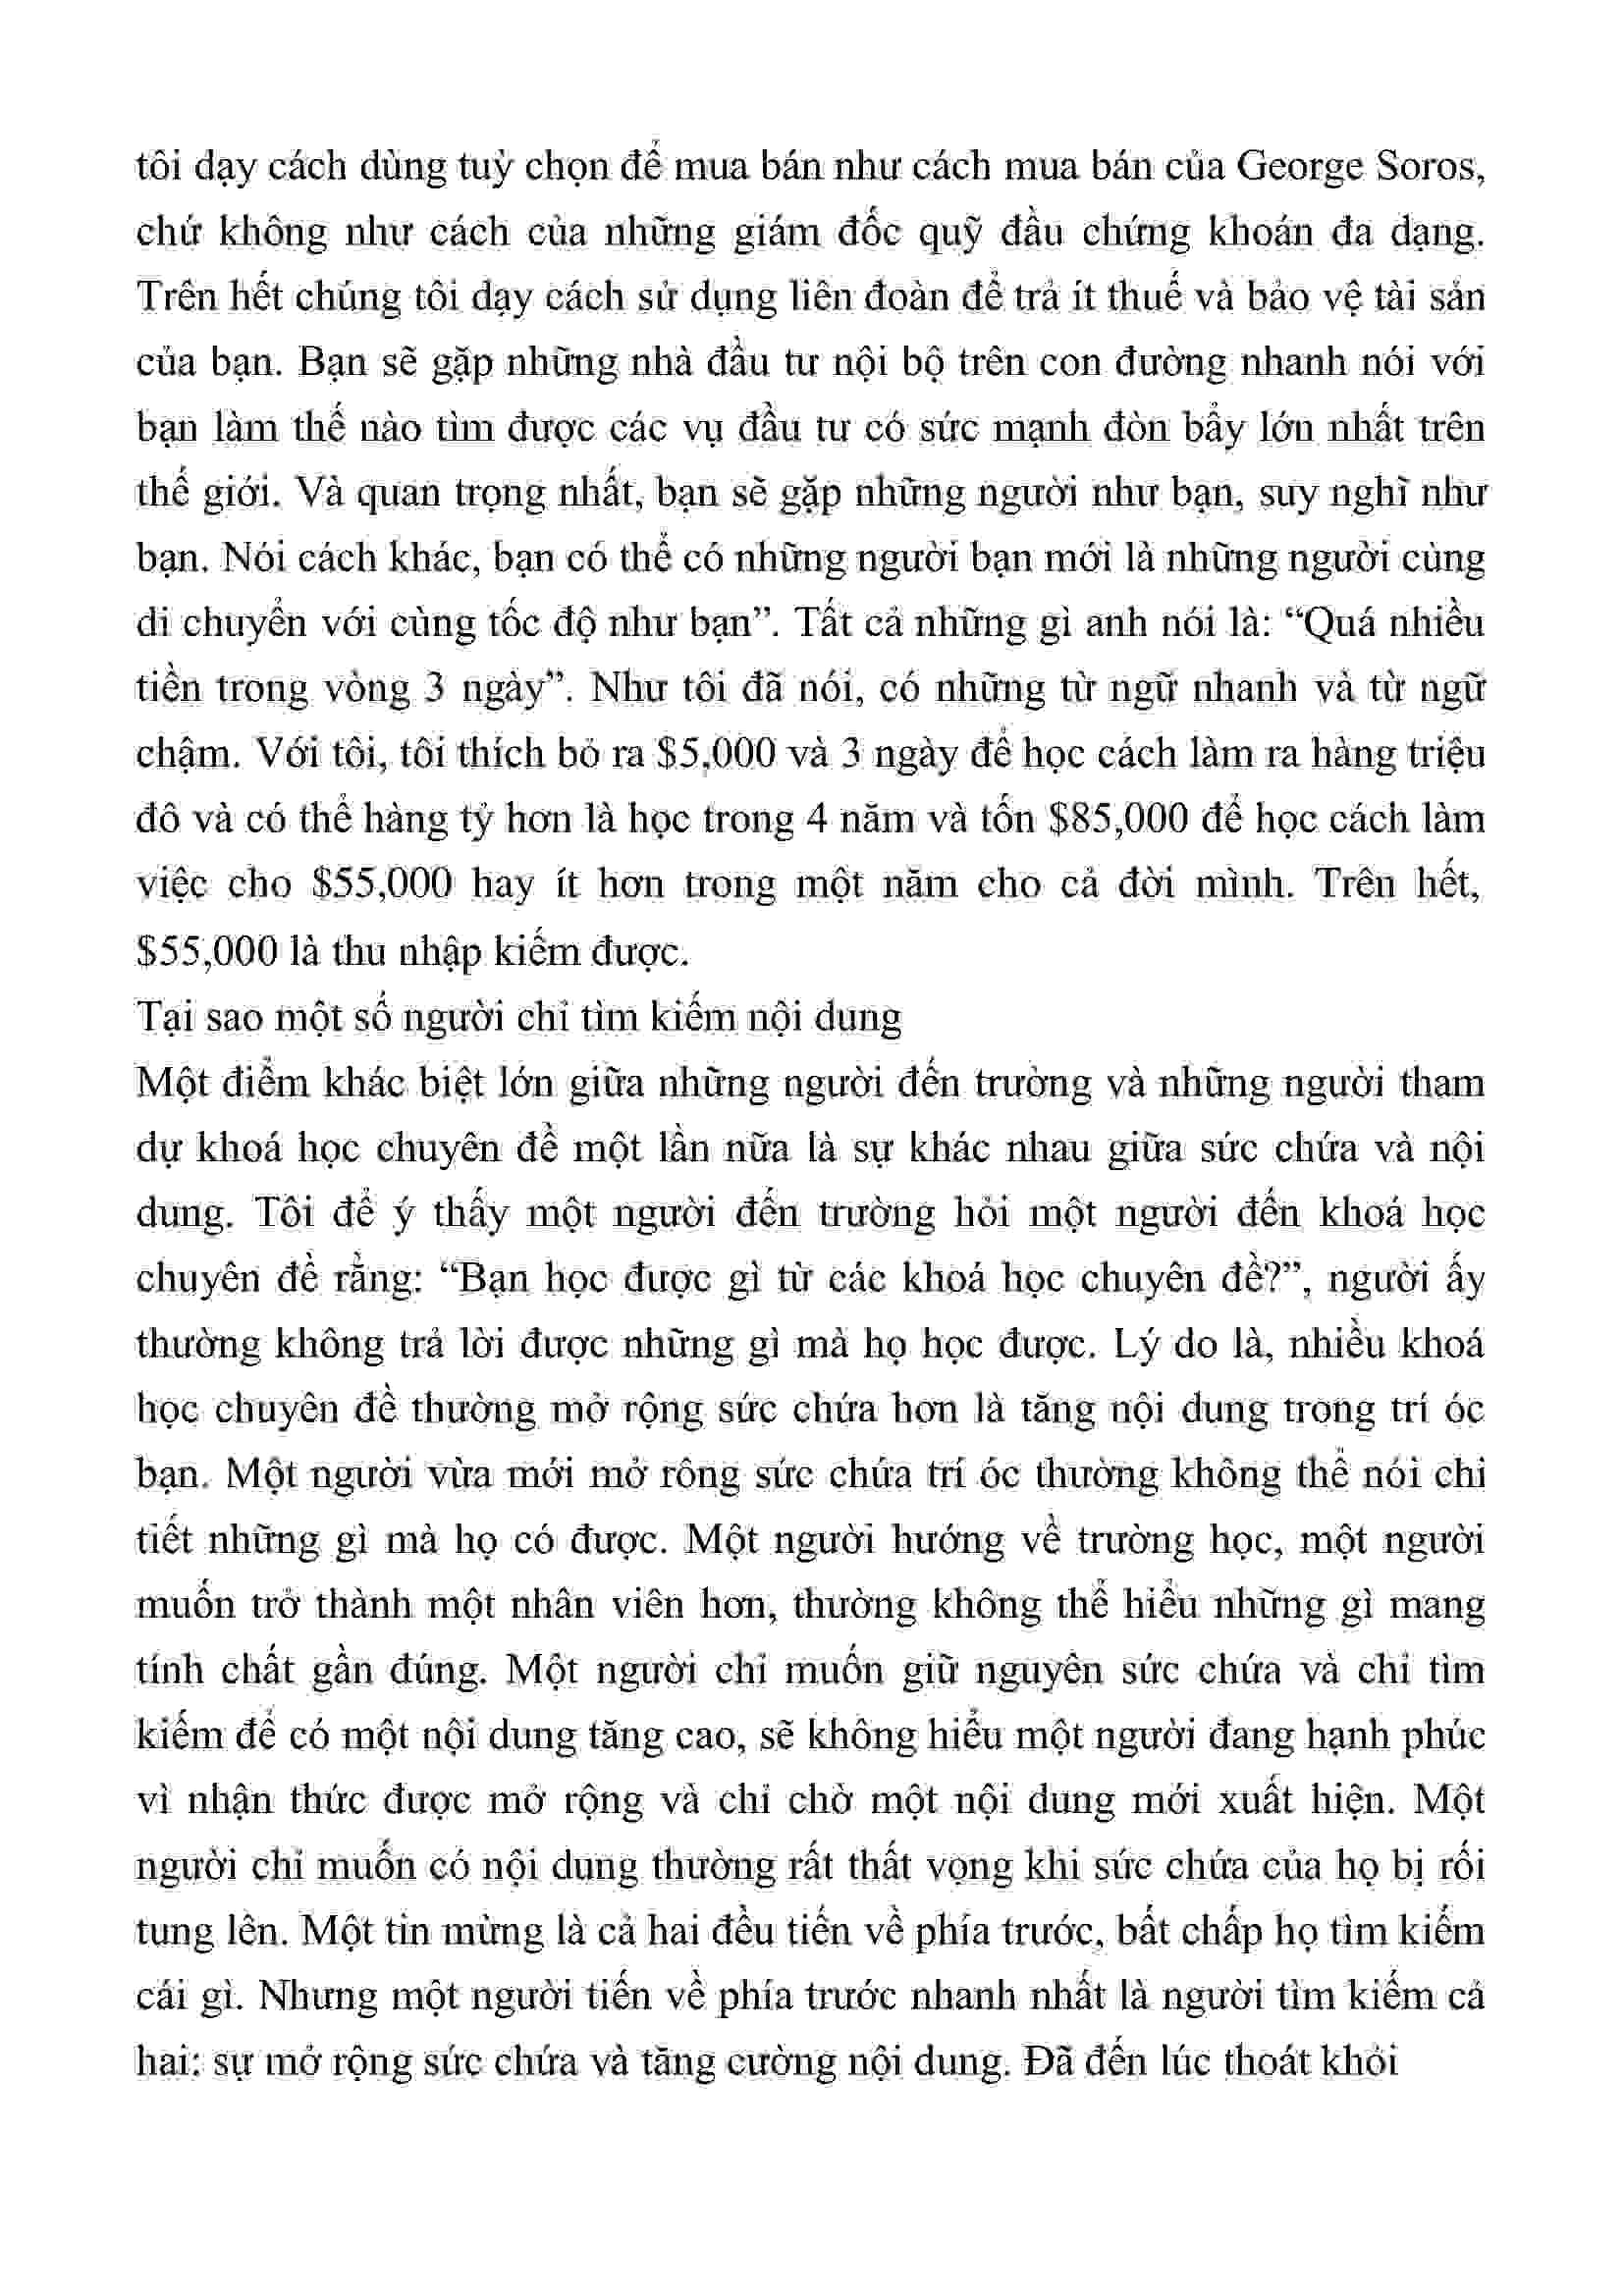 tôi dạy cách dùng tuỳ chọn để mua bán như cách mua bán của George Soros,
chứ không như cách của những giám đốc quỹ đầu chứng khoán đa dạng.
Trên hết chúng tôi dạy cách sử dụng liên đoàn để trả ít thuế và bảo vệ tài sản
của bạn. Bạn sẽ gặp những nhà đầu tư nội bộ trên con đường nhanh nói với
bạn làm thế nào tìm được các vụ đầu tư có sức mạnh đòn bẩy lớn nhất trên
thế giới. Và quan trọng nhất, bạn sẽ gặp những người như bạn, suy nghĩ như
bạn. Nói cách khác, bạn có thể có những người bạn mới là những người cùng
di chuyển với cùng tốc độ như bạn”. Tất cả những gì anh nói là: “Quá nhiều
tiền trong vòng 3 ngày”. Như tôi đã nói, có những từ ngữ nhanh và từ ngữ
chậm. Với tôi, tôi thích bỏ ra $5,000 và 3 ngày để học cách làm ra hàng triệu
đô và có thể hàng tỷ hơn là học trong 4 năm và tốn $85,000 để học cách làm
việc cho $55,000 hay ít hơn trong một năm cho cả đời mình. Trên hết,
$55,000 là thu nhập kiếm được.
Tại sao một số người chỉ tìm kiếm nội dung
Một điểm khác biệt lớn giữa những người đến trường và những người tham
dự khoá học chuyên đề một lần nữa là sự khác nhau giữa sức chứa và nội
dung. Tôi để ý thấy một người đến trường hỏi một người đến khoá học
chuyên đề rằng: “Bạn học được gì từ các khoá học chuyên đề?”, người ấy
thường không trả lời được những gì mà họ học được. Lý do là, nhiều khoá
học chuyên đề thường mở rộng sức chứa hơn là tăng nội dung trong trí óc
bạn. Một người vừa mới mở rông sức chứa trí óc thường không thể nói chi
tiết những gì mà họ có được. Một người hướng về trường học, một người
muốn trở thành một nhân viên hơn, thường không thể hiểu những gì mang
tính chất gần đúng. Một người chỉ muốn giữ nguyên sức chứa và chỉ tìm
kiếm để có một nội dung tăng cao, sẽ không hiểu một người đang hạnh phúc
vì nhận thức được mở rộng và chỉ chờ một nội dung mới xuất hiện. Một
người chỉ muốn có nội dung thường rất thất vọng khi sức chứa của họ bị rối
tung lên. Một tin mừng là cả hai đều tiến về phía trước, bất chấp họ tìm kiếm
cái gì. Nhưng một người tiến về phía trước nhanh nhất là người tìm kiếm cả
hai: sự mở rộng sức chứa và tăng cường nội dung. Đã đến lúc thoát khỏi